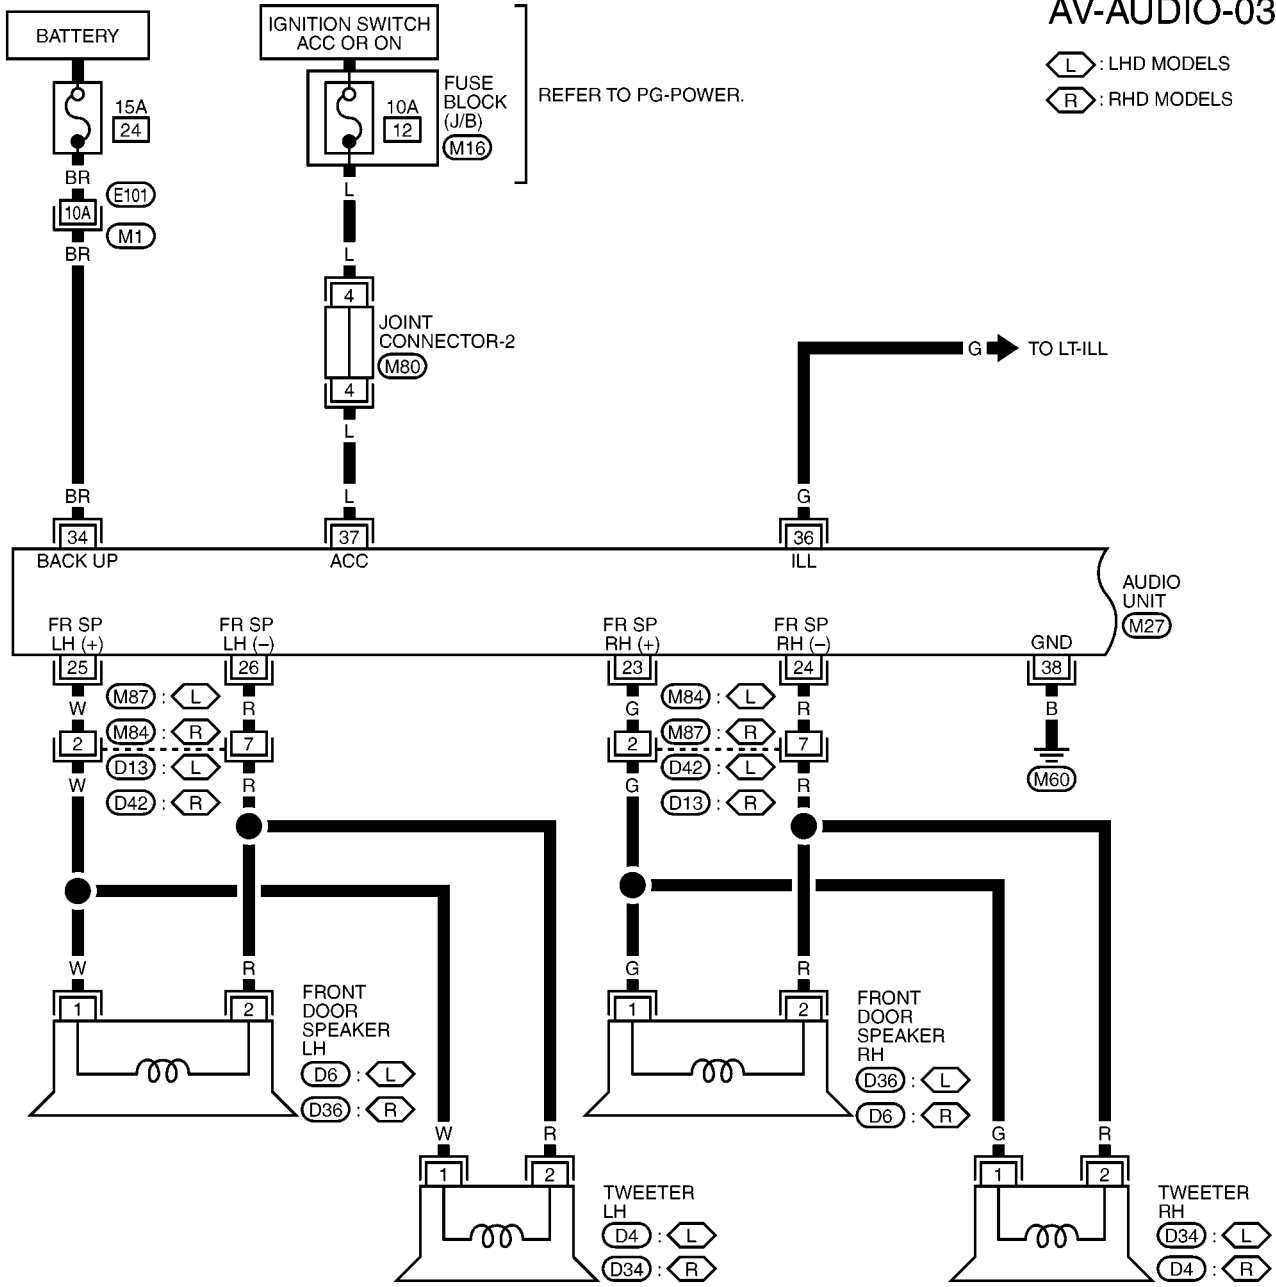 AV-AUDIO-03
BATTERY
IGNITION SWITCH
ACC OR ON
L : LHD MODELS
R : RHD MODELS
15A
24
10A
12
FUSE
BLOCK
(J/B)
M16
REFER TO PG-POWER.
BR
E101
10A
M1
BR
L
L
4
JOINT
CONNECTOR-2
M80
4
L
G
TO LT-ILL
BR
L
G
34
37
36
BACK UP
ACC
ILL
AUDIO
UNIT
M27
FR SP
LH (+)
FR SP
LH (–)
FR SP
RH (+)
FR SP
RH (–)
GND
25
26
23
24
38
W
M87 : L
R
G
M84 : L
R
B
M84 : R
M87 : R
2
7
2
7
W
D13 : L
R
G
D42 : L
R
M60
D42 : R
D13 : R
W
R
G
R
1
2
1
2
FRONT
DOOR
SPEAKER
LH
D6 : L
D36 : R
FRONT
DOOR
SPEAKER
RH
D36 : L
D6 : R
W
R
G
R
1
2
1
2
TWEETER
LH
D4 : L
D34 : R
TWEETER
RH
D34 : L
D4 : R